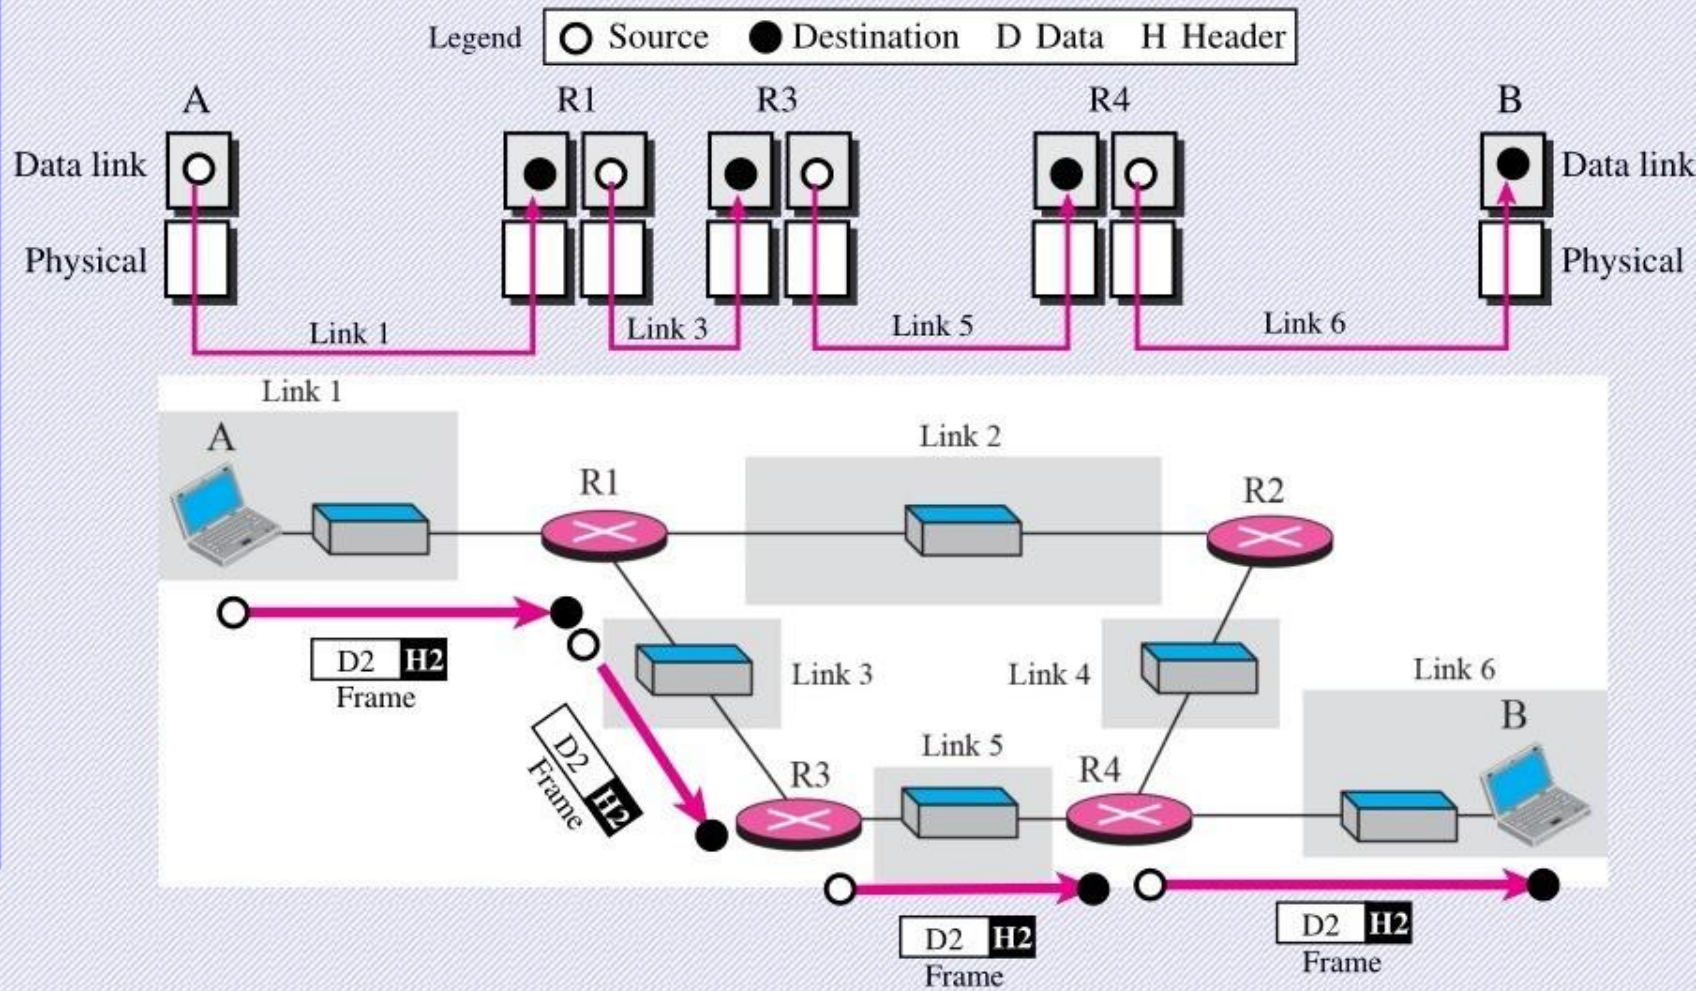 Legend Source Destination D Data H Header
A R1 R3 R4 B
Data link Data link
Physical Physical
Link 1 Link 3 Link 5 Link 6
Link 1
A
Link 2
R1
R2
D2 H2
Frame
Link 3
Link 4
Link 6
B
D2 H2
Frame
Link 5
R3
R4
D2 H2
Frame
D2 H2
Frame